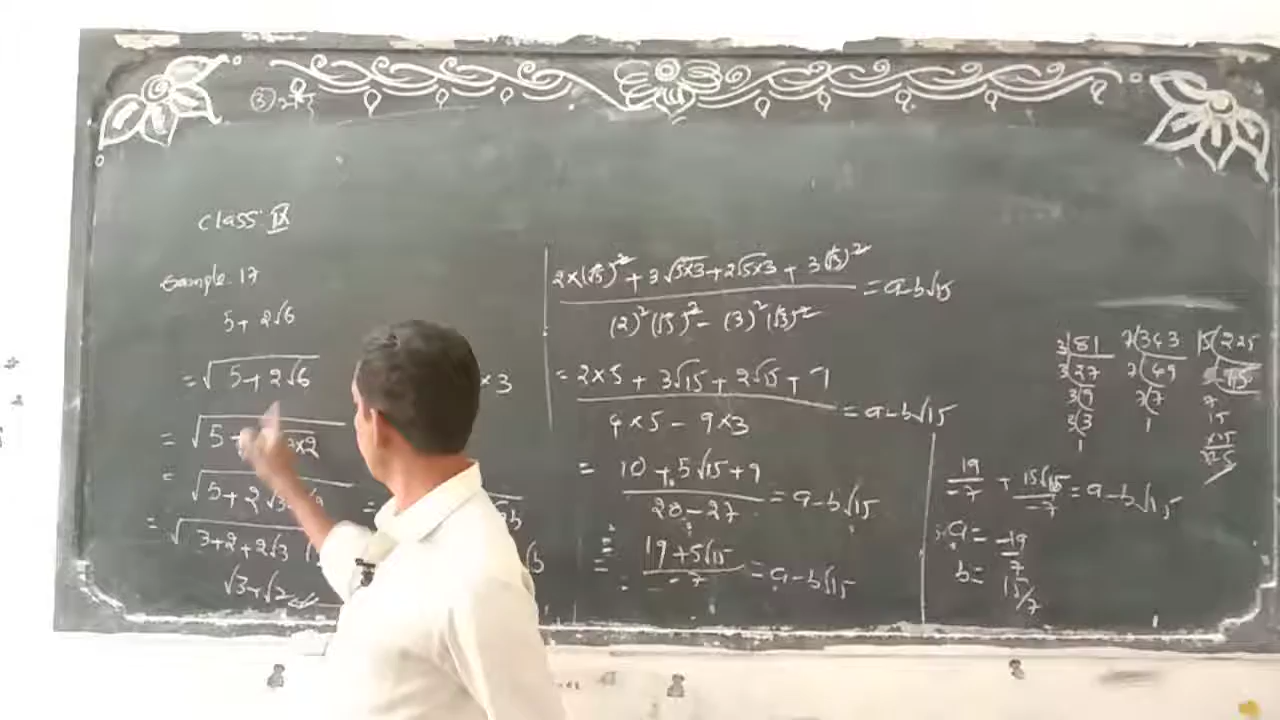 Class: IX
Example. 17
5 + 2√6
= √5 + 2√6
× 3
= √5 +
= √5 + 2√3
= √3+2+2√3
√3+√2
2×(√5)² + 3√5×3 + 2√5×3 + 3(√3)² = a-b√15
(2)²(√5)² - (3)²(√3)²
= 2×5 + 3√15 + 2√15 + 9 = a-b√15
4×5 - 9×3
= 10 + 5√15 + 9 = a-b√15
20 - 27
= 19 + 5√15 = a-b√15
-7
19/-7 + 15√15/-7 = a-b√15
a = -19/7
b = 15/7
3 81
3 27
3 9
3 3
1
7 343
7 49
7 7
1
15 225
15